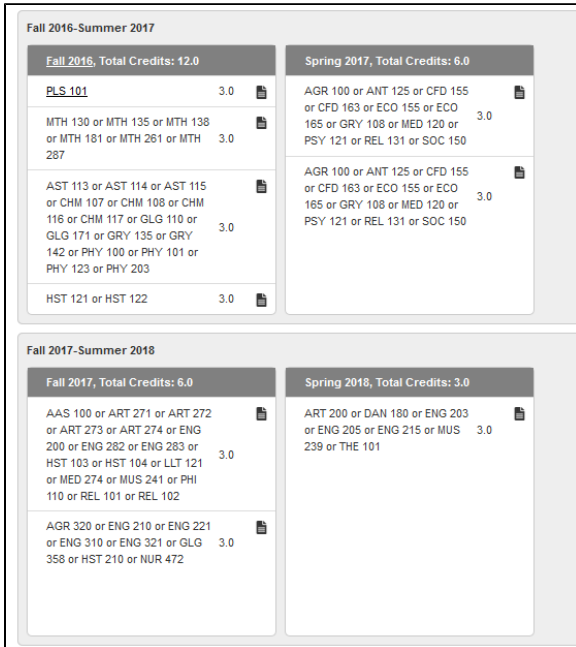 Fall 2016-Summer 2017
Fall 2016, Total Credits: 12.0
PLS 101 3.0
MTH 130 or MTH 135 or MTH 138
or MTH 181 or MTH 261 or MTH 3.0
287
AST 113 or AST 114 or AST 115
or CHM 107 or CHM 108 or CHM
116 or CHM 117 or GLG 110 or
GLG 171 or GRY 135 or GRY 3.0
142 or PHY 100 or PHY 101 or
PHY 123 or PHY 203
HST 121 or HST 122 3.0
Spring 2017, Total Credits: 6.0
AGR 100 or ANT 125 or CFD 155
or CFD 163 or ECO 155 or ECO
165 or GRY 108 or MED 120 or 3.0
PSY 121 or REL 131 or SOC 150
AGR 100 or ANT 125 or CFD 155
or CFD 163 or ECO 155 or ECO
165 or GRY 108 or MED 120 or 3.0
PSY 121 or REL 131 or SOC 150
Fall 2017-Summer 2018
Fall 2017, Total Credits: 6.0
AAS 100 or ART 271 or ART 272
or ART 273 or ART 274 or ENG
200 or ENG 282 or ENG 283 or
HST 103 or HST 104 or LLT 121 3.0
or MED 274 or MUS 241 or PHI
110 or REL 101 or REL 102
AGR 320 or ENG 210 or ENG 221
or ENG 310 or ENG 321 or GLG 3.0
358 or HST 210 or NUR 472
Spring 2018, Total Credits: 3.0
ART 200 or DAN 180 or ENG 203
or ENG 205 or ENG 215 or MUS 3.0
239 or THE 101